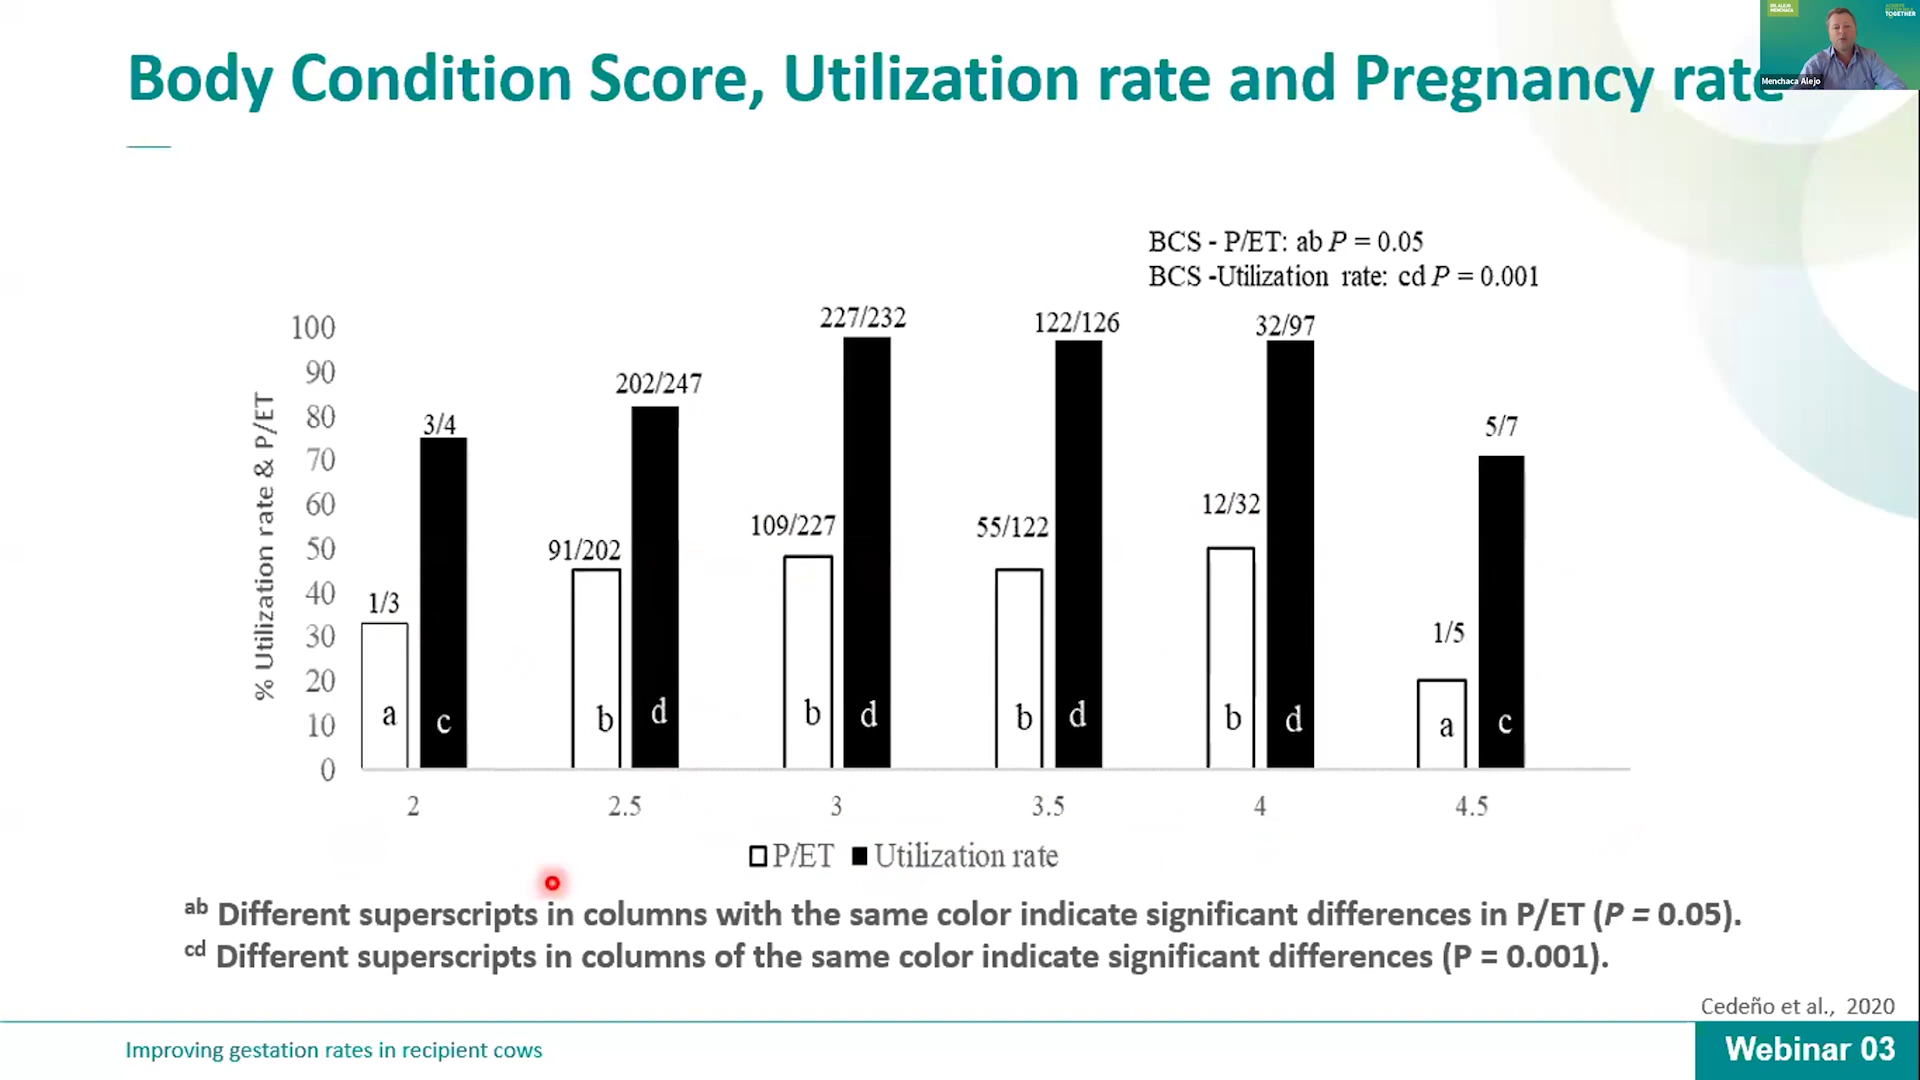 Body Condition Score, Utilization rate and Pregnancy rate
DR. ALEJO
MENCHACA
TOGETHER
Menchaca Alejo
BCS - P/ET: ab P = 0.05
BCS -Utilization rate: cd P = 0.001
% Utilization rate & P/ET
100
90
80
70
60
50
40
30
20
10
0
1/3
3/4
91/202
202/247
109/227
227/232
55/122
122/126
12/32
32/97
1/5
5/7
a
c
b
d
b
d
b
d
b
d
a
c
2
2.5
3
3.5
4
4.5
P/ET
Utilization rate
ab Different superscripts in columns with the same color indicate significant differences in P/ET (P = 0.05).
cd Different superscripts in columns of the same color indicate significant differences (P = 0.001).
Cedeño et al., 2020
Improving gestation rates in recipient cows
Webinar 03